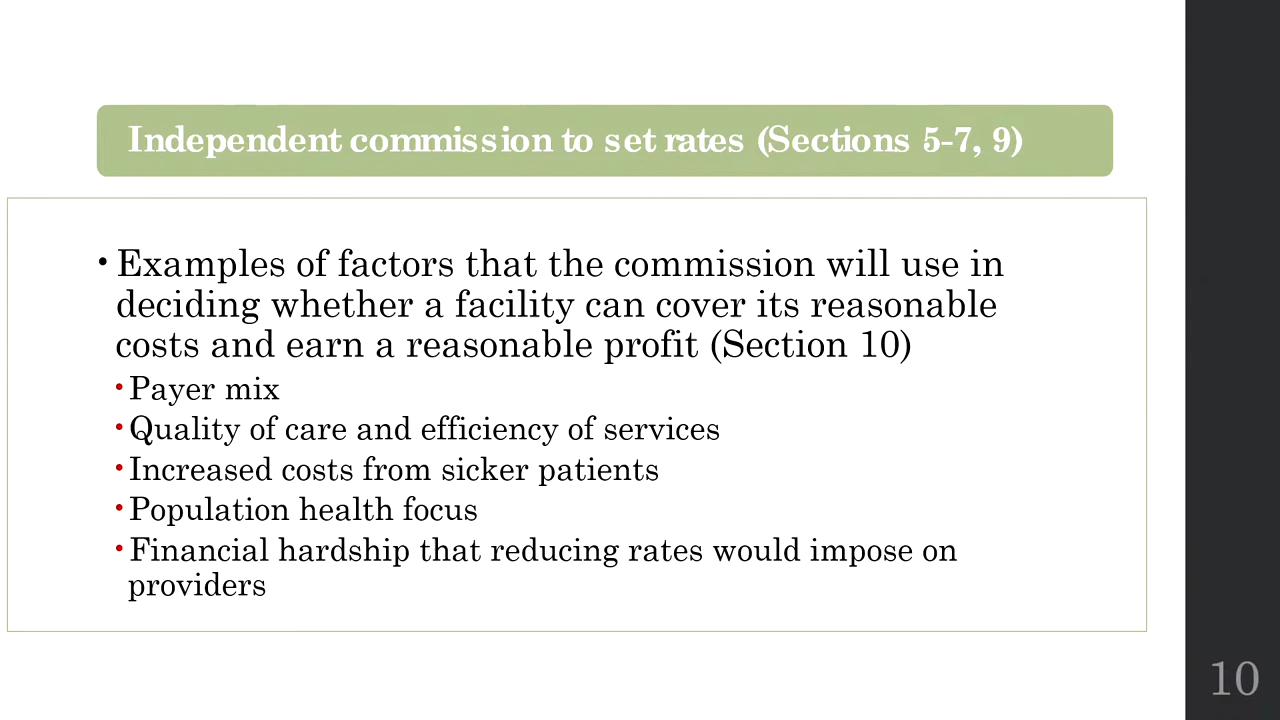 Independent commission to set rates (Sections 5-7, 9)
• Examples of factors that the commission will use in
deciding whether a facility can cover its reasonable
costs and earn a reasonable profit (Section 10)
• Payer mix
• Quality of care and efficiency of services
• Increased costs from sicker patients
• Population health focus
• Financial hardship that reducing rates would impose on
providers
10